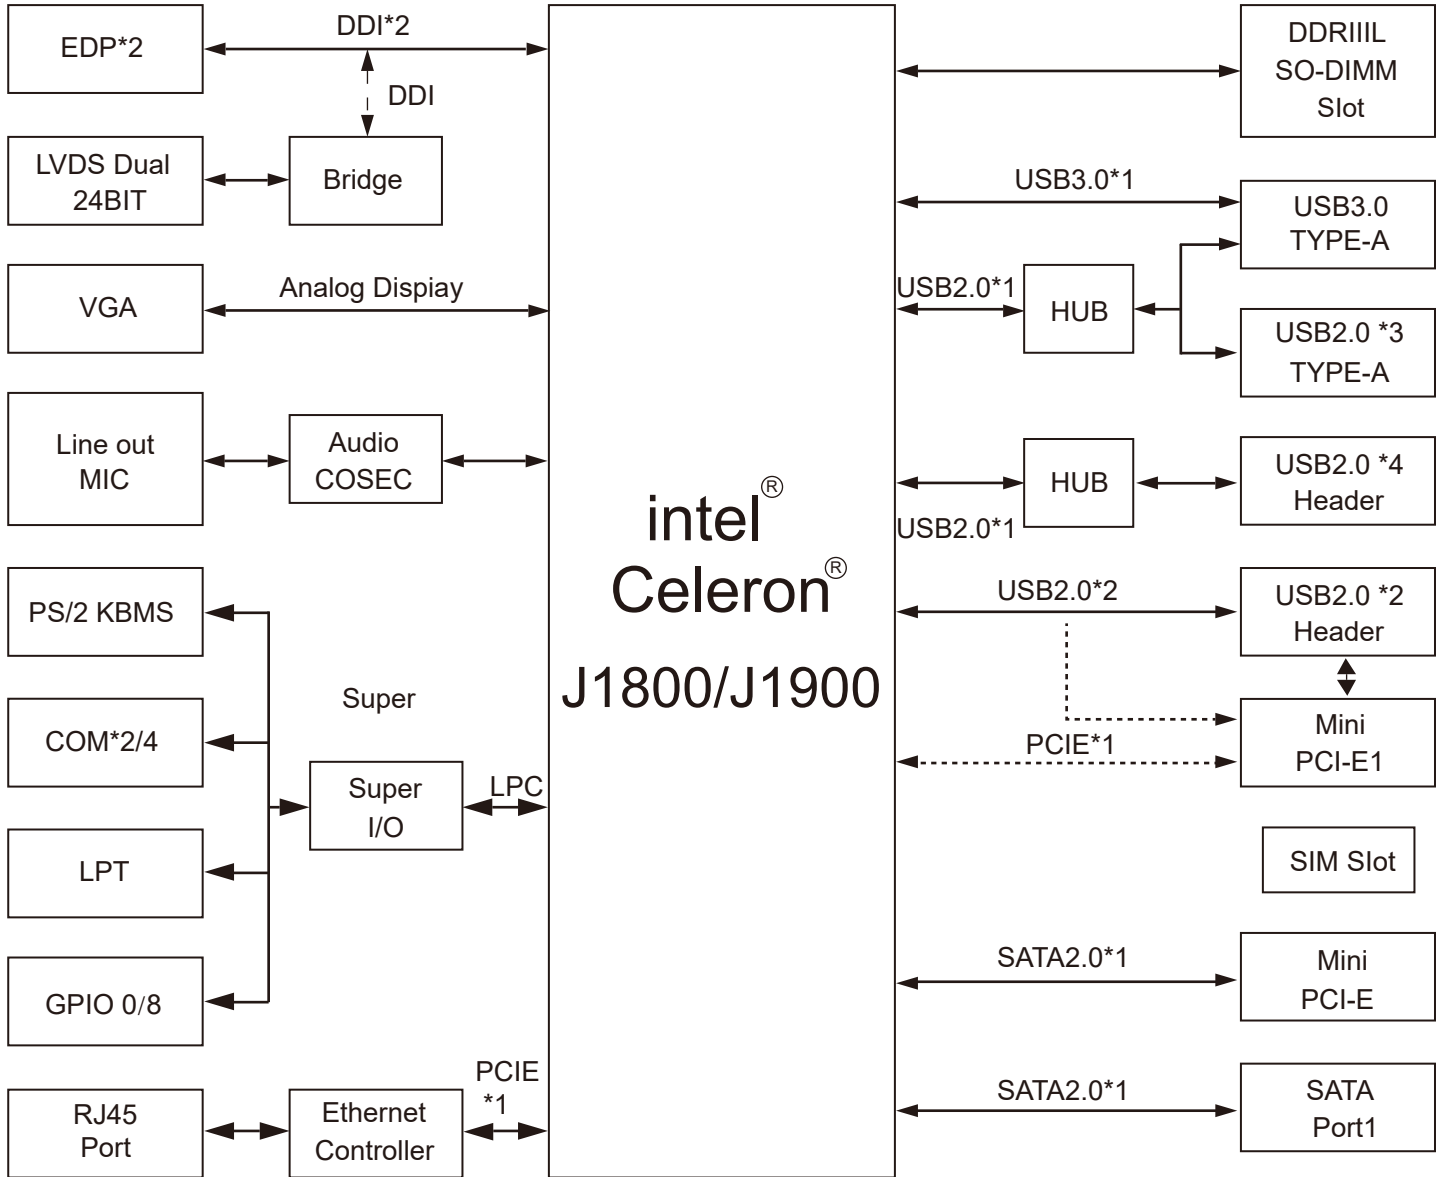 EDP*2
DDI*2
DDI
LVDS Dual
24BIT
Bridge
VGA
Analog Dispiay
Line out
MIC
Audio
COSEC
PS/2 KBMS
COM*2/4
LPT
GPIO 0/8
Super
Super
I/O
LPC
RJ45
Port
Ethernet
Controller
PCIE
*1
intel®
Celeron®
J1800/J1900
DDRIIIL
SO-DIMM
Slot
USB3.0*1
USB3.0
TYPE-A
USB2.0*1
HUB
USB2.0 *3
TYPE-A
HUB
USB2.0*1
USB2.0 *4
Header
USB2.0*2
USB2.0 *2
Header
PCIE*1
Mini
PCI-E1
SIM Slot
SATA2.0*1
Mini
PCI-E
SATA2.0*1
SATA
Port1